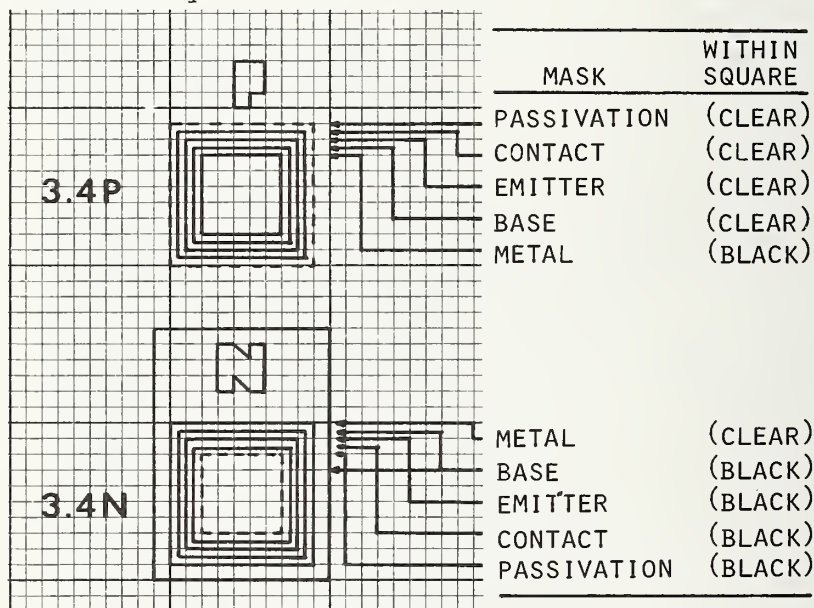 WITHIN
MASK SQUARE
P
PASSIVATION (CLEAR)
CONTACT (CLEAR)
3.4P EMITTER (CLEAR)
BASE (CLEAR)
METAL (BLACK)
N
METAL (CLEAR)
BASE (BLACK)
3.4N EMITTER (BLACK)
CONTACT (BLACK)
PASSIVATION (BLACK)